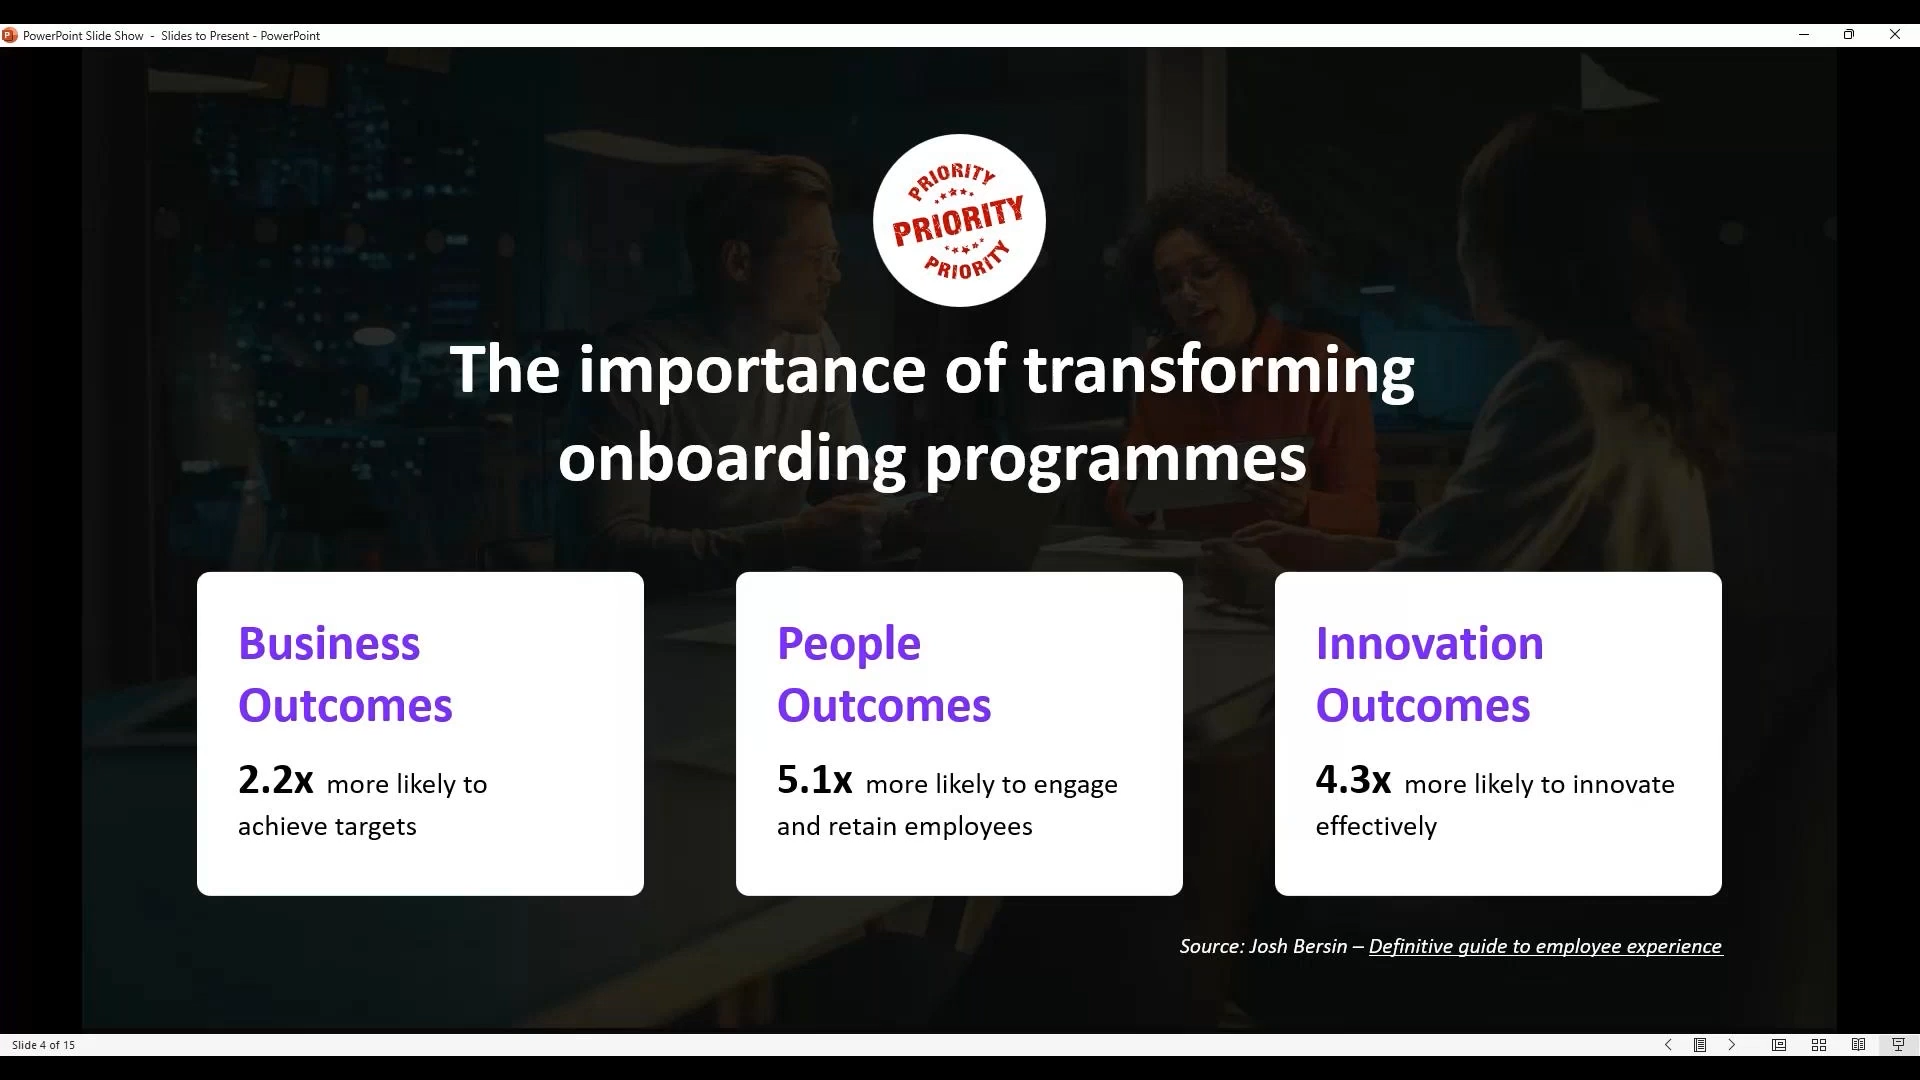 PowerPoint Slide Show - Slides to Present - PowerPoint
PRIORITY
PRIORITY
PRIORITY
The importance of transforming
onboarding programmes
Business
Outcomes
2.2x more likely to
achieve targets
People
Outcomes
5.1x more likely to engage
and retain employees
Innovation
Outcomes
4.3x more likely to innovate
effectively
Source: Josh Bersin – Definitive guide to employee experience
Slide 4 of 15